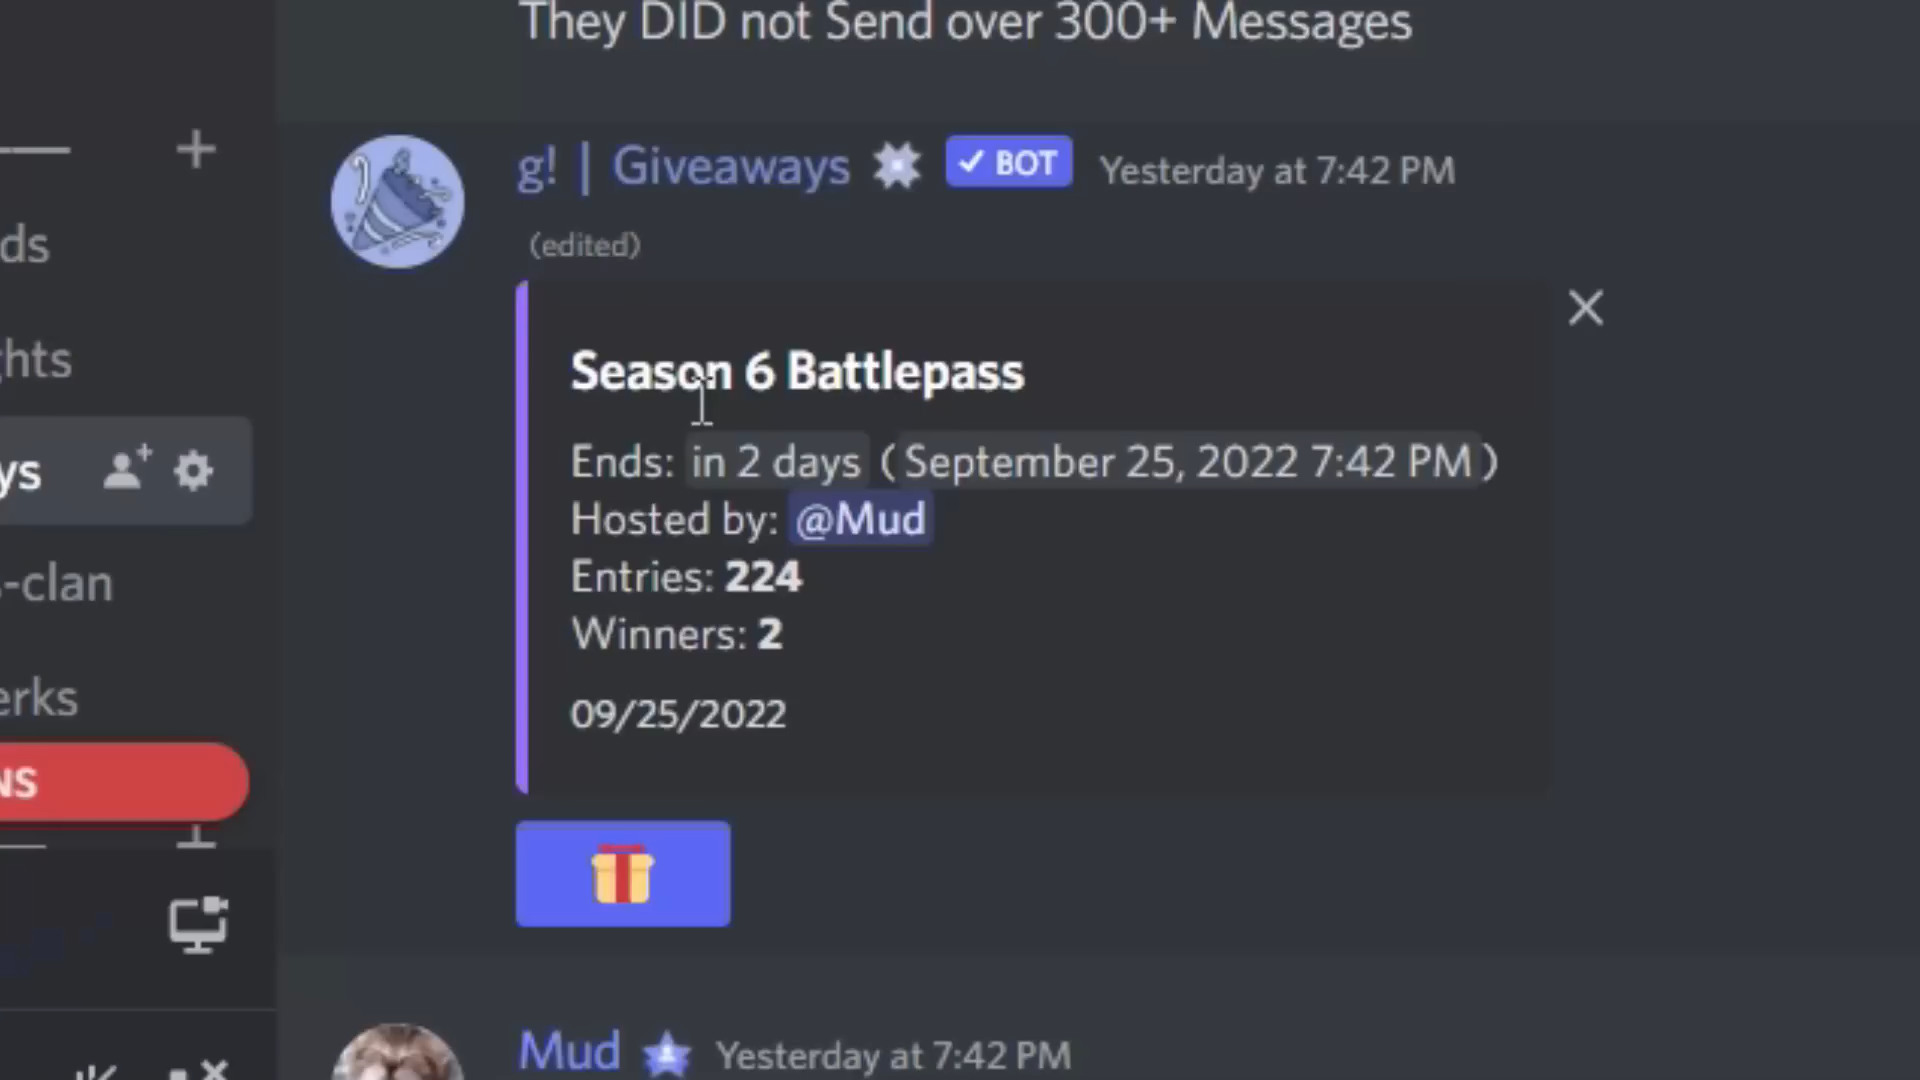 They DID not Send over 300+ Messages
g! | Giveaways ✓ BOT Yesterday at 7:42 PM
(edited)
ds
Season 6 Battlepass
ghts
Ends: in 2 days (September 25, 2022 7:42 PM)
ys
Hosted by: @Mud
Entries: 224
-clan
Winners: 2
erks
09/25/2022
NS
Mud Yesterday at 7:42 PM